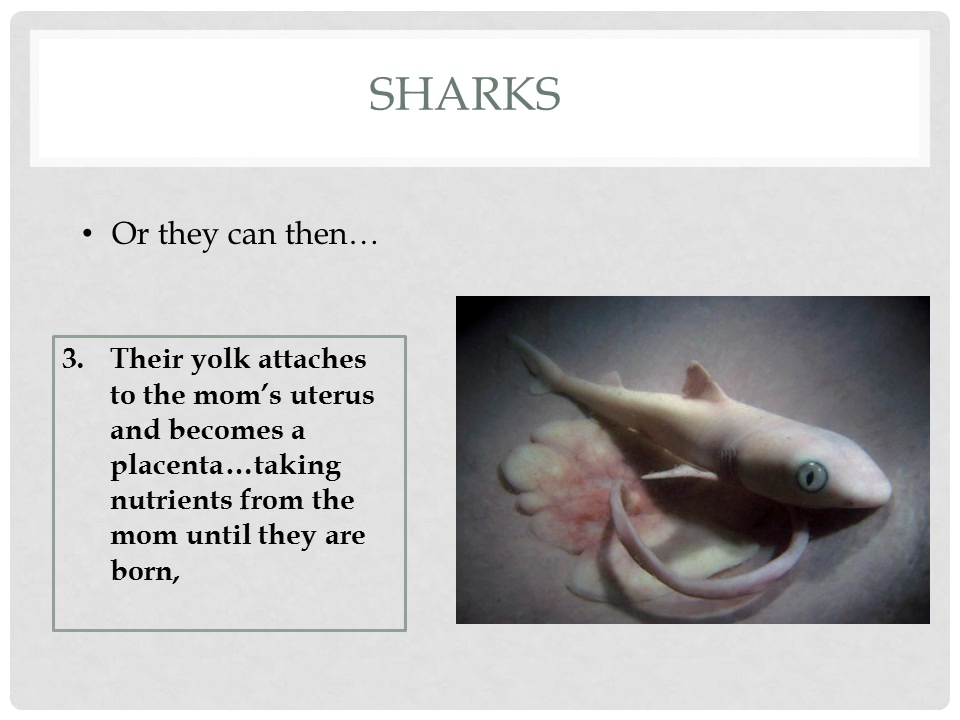 SHARKS
• Or they can then…
3. Their yolk attaches
to the mom’s uterus
and becomes a
placenta…taking
nutrients from the
mom until they are
born,